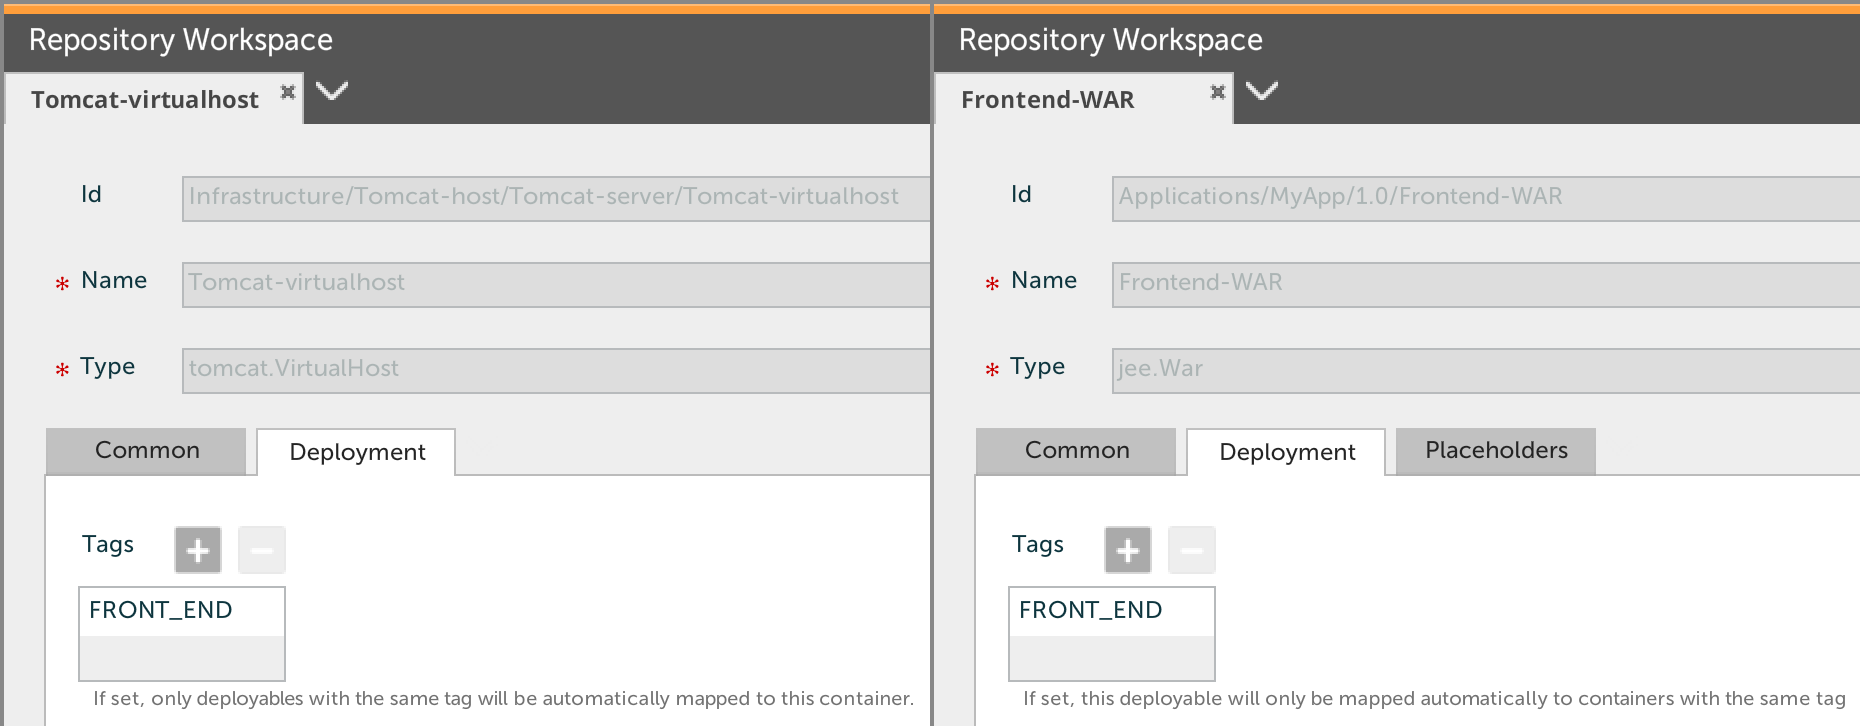 Repository Workspace
Tomcat-virtualhost
Id
Infrastructure/Tomcat-host/Tomcat-server/Tomcat-virtualhost
* Name
Tomcat-virtualhost
* Type
tomcat.VirtualHost
Common
Deployment
Tags
FRONT_END
If set, only deployables with the same tag will be automatically mapped to this container.
Repository Workspace
Frontend-WAR
Id
Applications/MyApp/1.0/Frontend-WAR
* Name
Frontend-WAR
* Type
jee.War
Common
Deployment
Placeholders
Tags
FRONT_END
If set, this deployable will only be mapped automatically to containers with the same tag